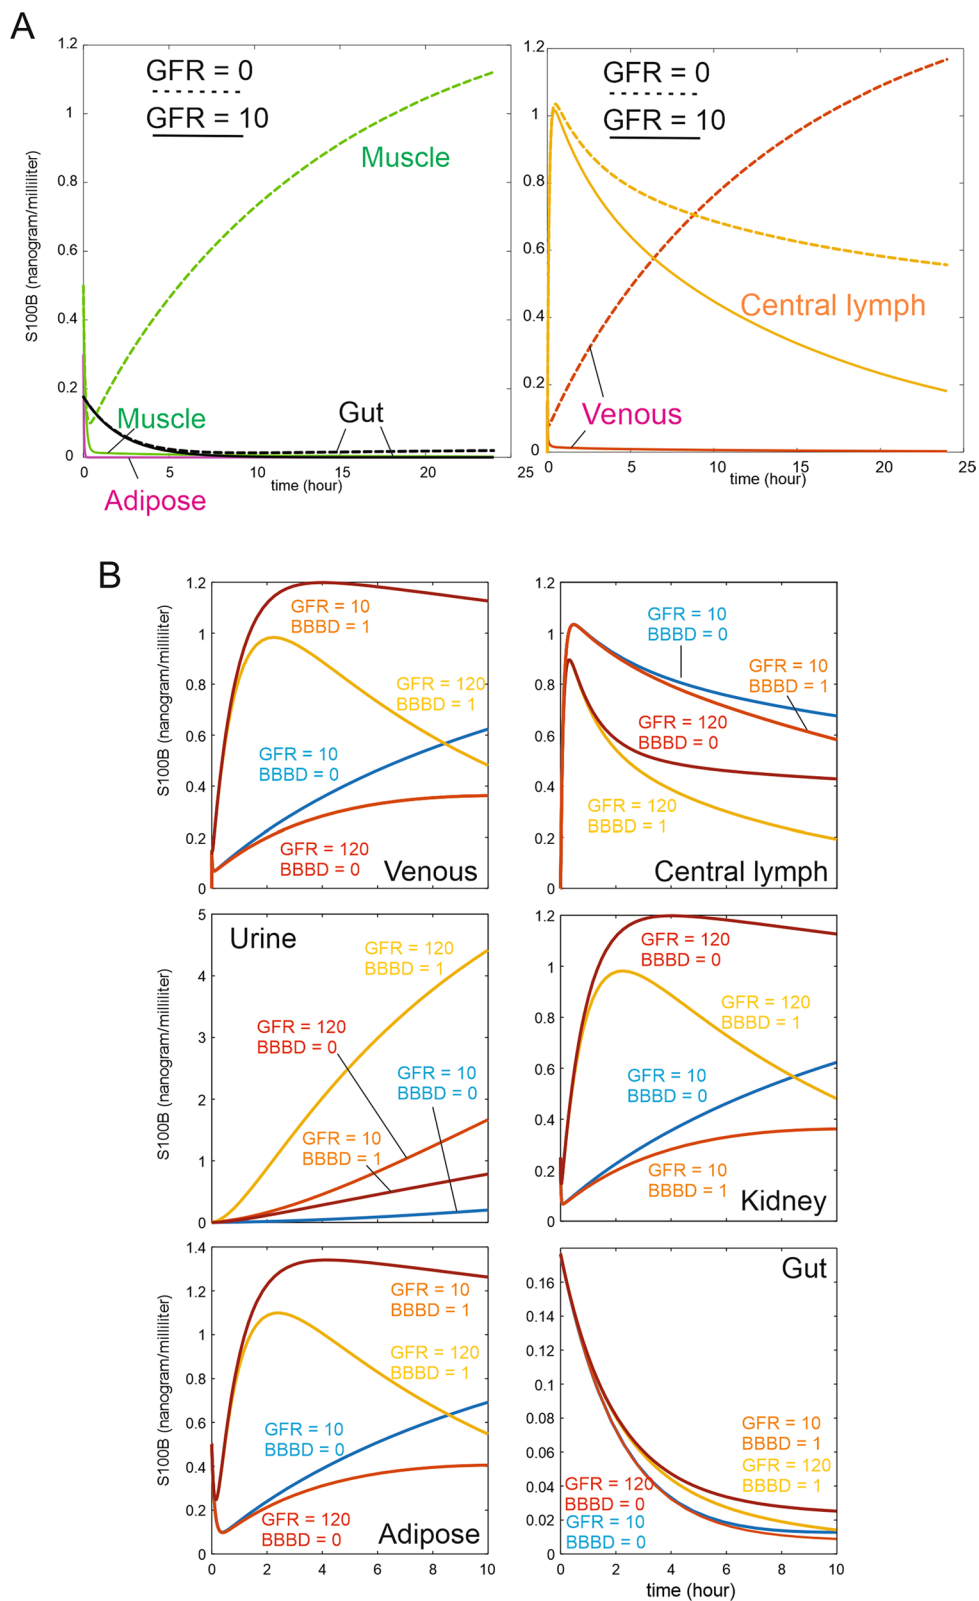 A
1.2
1
0.8
0.6
0.4
0.2
0
S100B (nanogram/milliliter)
GFR = 0
GFR = 10
Muscle
Muscle
Gut
Adipose
0
5
10
15
20
25
time (hour)
1.2
1
0.8
0.6
0.4
0.2
0
GFR = 0
GFR = 10
Central lymph
Venous
0
5
10
15
20
25
time (hour)
B
1.2
1
0.8
0.6
0.4
0.2
0
S100B (nanogram/milliliter)
GFR = 10
BBBD = 1
GFR = 120
BBBD = 1
GFR = 10
BBBD = 0
GFR = 120
BBBD = 0
Venous
1.2
1
0.8
0.6
0.4
0.2
0
GFR = 10
BBBD = 0
GFR = 10
BBBD = 1
GFR = 120
BBBD = 0
GFR = 120
BBBD = 1
Central lymph
5
4
3
2
1
0
S100B (nanogram/milliliter)
Urine
GFR = 120
BBBD = 1
GFR = 120
BBBD = 0
GFR = 10
BBBD = 0
GFR = 10
BBBD = 1
1.2
1
0.8
0.6
0.4
0.2
0
GFR = 120
BBBD = 0
GFR = 120
BBBD = 1
GFR = 10
BBBD = 0
GFR = 10
BBBD = 1
Kidney
1.4
1.2
1
0.8
0.6
0.4
0.2
0
S100B (nanogram/milliliter)
GFR = 10
BBBD = 1
GFR = 120
BBBD = 1
GFR = 10
BBBD = 0
GFR = 120
BBBD = 0
Adipose
0
2
4
6
8
10
0.16
0.14
0.12
0.1
0.08
0.06
0.04
0.02
0
Gut
GFR = 10
BBBD = 1
GFR = 120
BBBD = 1
GFR = 120
BBBD = 0
GFR = 10
BBBD = 0
0
2
4
6
8
10
time (hour)